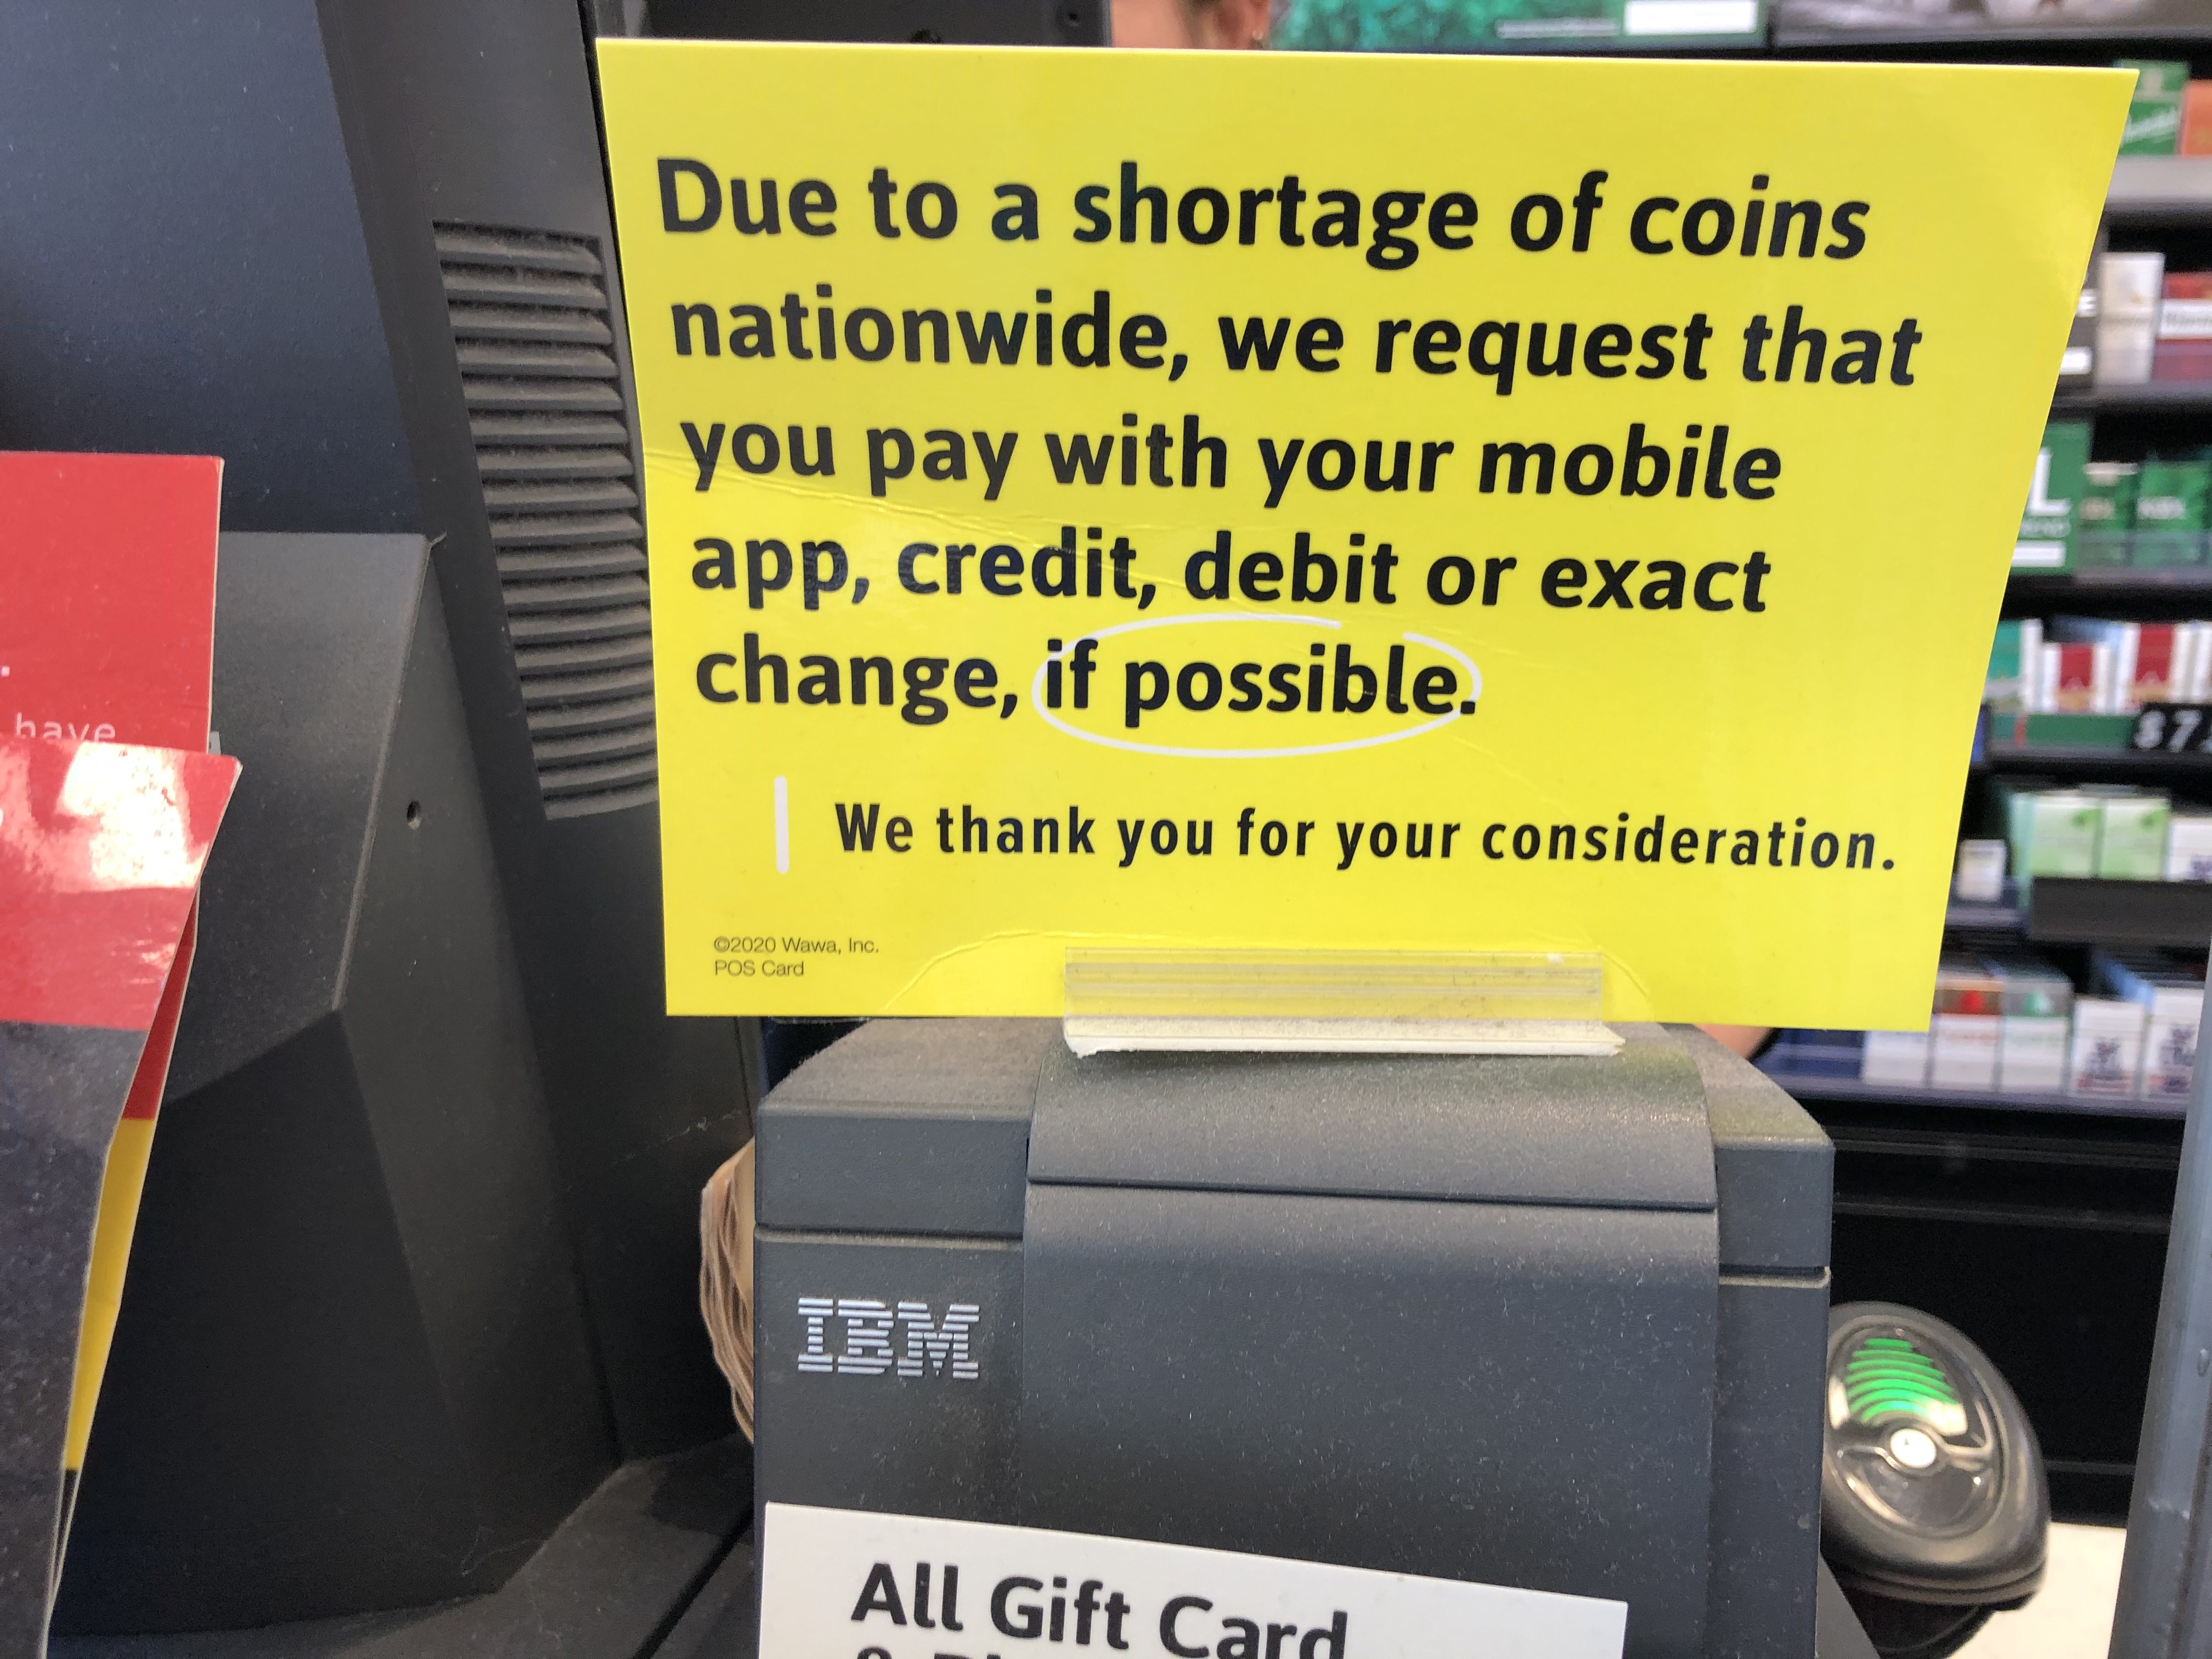 Due to a shortage of coins
nationwide, we request that
you pay with your mobile
app, credit, debit or exact
change, if possible.
We thank you for your consideration.
©2020 Wawa, Inc.
POS Card
have
IBM
All Gift Card